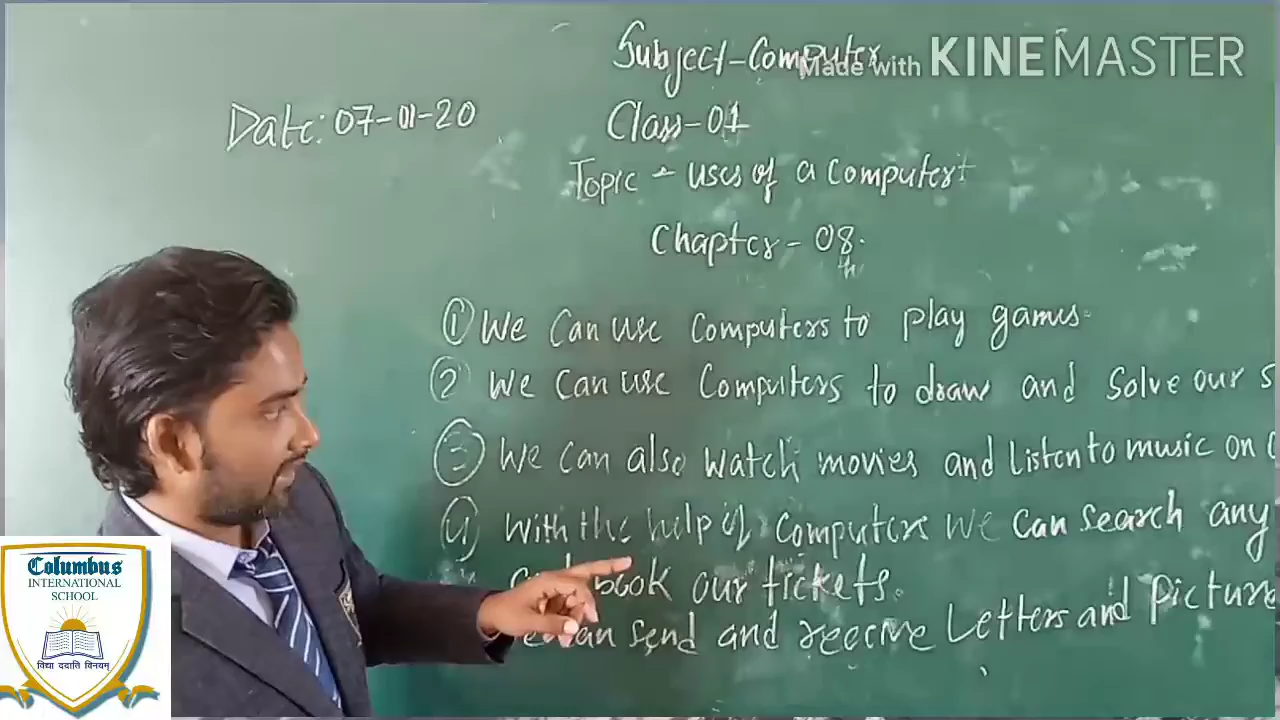 Subject-Computer
Made with KINEMASTER
Date: 07-01-20
Class-01
Topic - uses of a computer
Chapter - 08th
① We Can use Computers to play games.
② We Can use Computers to draw and Solve our S
③ We Can also watch movies and Listen to music on C
④ With the help of Computers We Can Search any
book our tickets.
can send and receive Letters and Picture
Columbus
INTERNATIONAL
SCHOOL
विद्या ददाति विनयम्